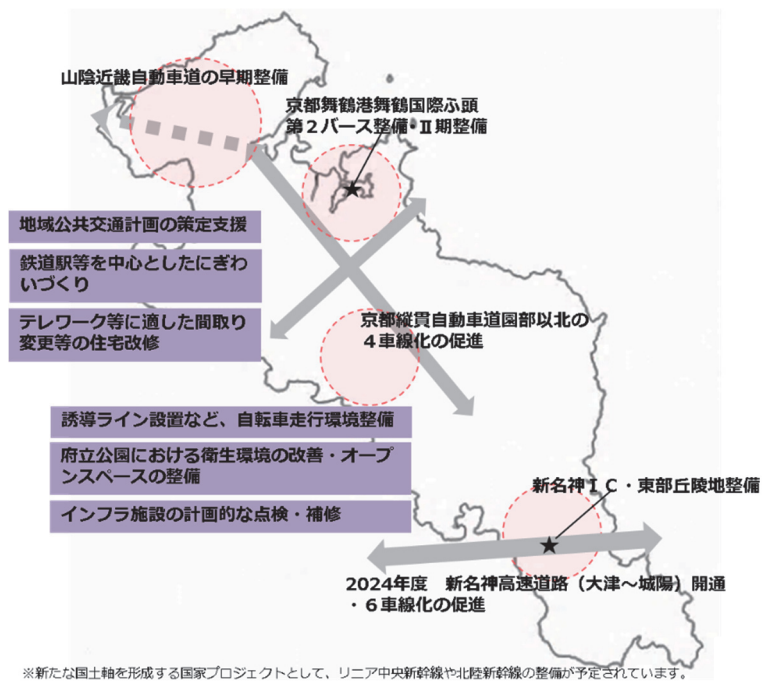 山陰近畿自動車道の早期整備
京都舞鶴港舞鶴国際ふ頭
第２バース整備・Ⅱ期整備
地域公共交通計画の策定支援
鉄道駅等を中心としたにぎわ
いづくり
テレワーク等に適した間取り
変更等の住宅改修
京都縦貫自動車道園部以北の
４車線化の促進
誘導ライン設置など、自転車走行環境整備
府立公園における衛生環境の改善・オープ
ンスペースの整備
インフラ施設の計画的な点検・補修
新名神ＩＣ・東部丘陵地整備
2024年度　新名神高速道路（大津～城陽）開通
・６車線化の促進
※新たな国土軸を形成する国家プロジェクトとして、リニア中央新幹線や北陸新幹線の整備が予定されています。